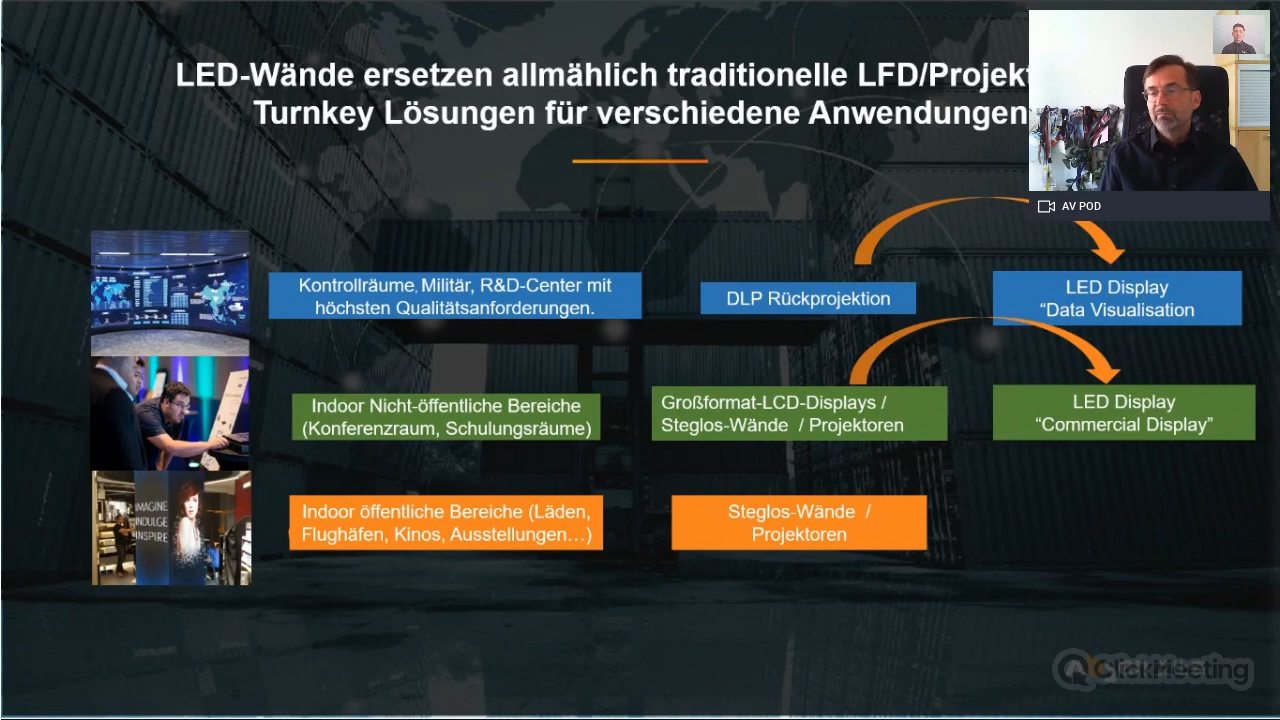 LED-Wände ersetzen allmählich traditionelle LFD/Projekt
Turnkey Lösungen für verschiedene Anwendungen
AV POD
Kontrollräume, Militär, R&D-Center mit
höchsten Qualitätsanforderungen.
DLP Rückprojektion
LED Display
“Data Visualisation
Indoor Nicht-öffentliche Bereiche
(Konferenzraum, Schulungsräume)
Großformat-LCD-Displays /
Steglos-Wände / Projektoren
LED Display
“Commercial Display”
IMAGINE
INDULGE
INSPIRE
Indoor öffentliche Bereiche (Läden,
Flughäfen, Kinos, Ausstellungen…)
Steglos-Wände /
Projektoren
ClickMeeting